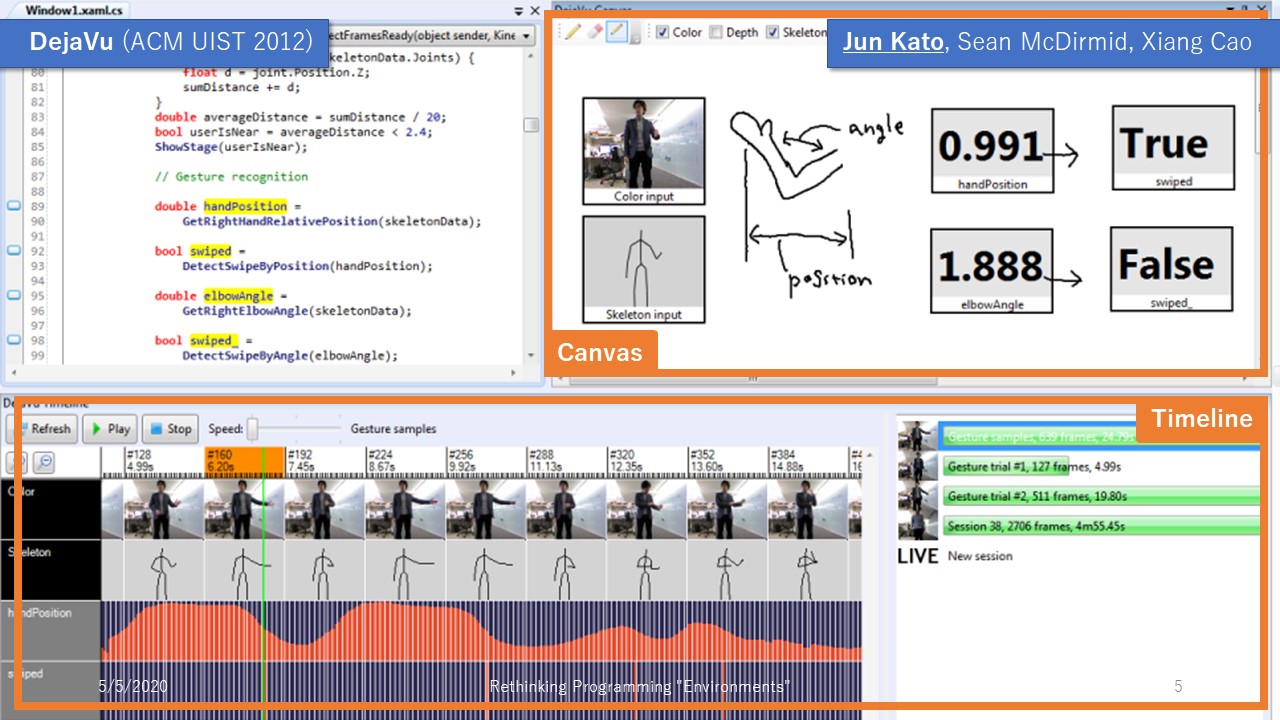 Window1.xaml.cs
DejaVu (ACM UIST 2012)
ectFramesReady(object sender, Kine
keletonData.Joints) {
80 float d = joint.Position.Z;
81 sumDistance += d;
82 }
83 double averageDistance = sumDistance / 20;
84 bool userIsNear = averageDistance < 2.4;
85 ShowStage(userIsNear);
86
87 // Gesture recognition
88
89 double handPosition =
90 GetRightHandRelativePosition(skeletonData);
91
92 bool swiped =
93 DetectSwipeByPosition(handPosition);
94
95 double elbowAngle =
96 GetRightElbowAngle(skeletonData);
97
98 bool swiped_ =
99 DetectSwipeByAngle(elbowAngle);
DejaVu Canvas
Color Depth Skeleton
Jun Kato, Sean McDirmid, Xiang Cao
Color input
Skeleton input
angle
position
0.991
handPosition
True
swiped
1.888
elbowAngle
False
swiped_
Canvas
DejaVu Timeline
Refresh Play Stop Speed: Gesture samples
Timeline
#128 #160 #192 #224 #256 #288 #320 #352 #384
4.99s 6.20s 7.45s 8.67s 9.92s 11.13s 12.35s 13.60s 14.88s
Color
Skeleton
handPosition
swiped
Gesture samples, 639 frames, 24.79s
Gesture trial #1, 127 frames, 4.99s
Gesture trial #2, 511 frames, 19.80s
Session 38, 2706 frames, 4m55.45s
LIVE New session
5/5/2020
Rethinking Programming "Environments"
5